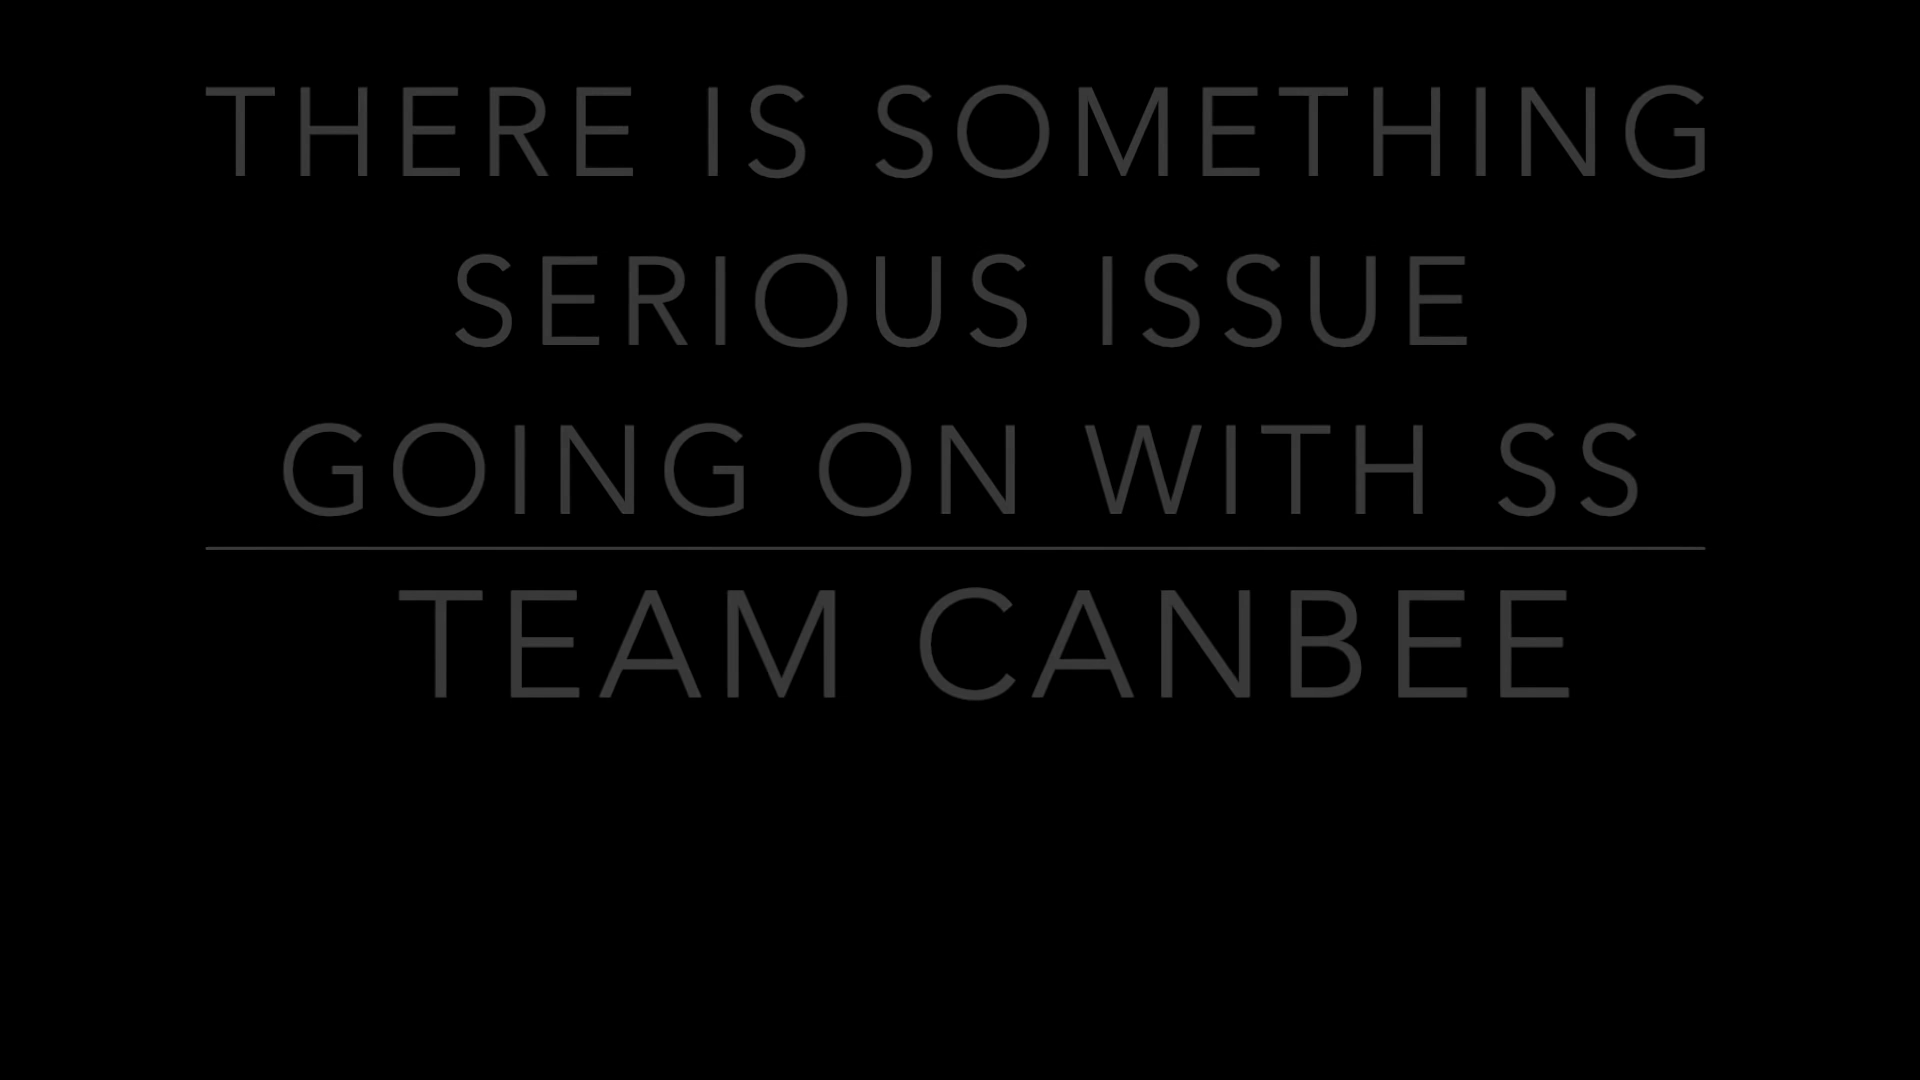 THERE IS SOMETHING
SERIOUS ISSUE
GOING ON WITH SS
TEAM CANBEE